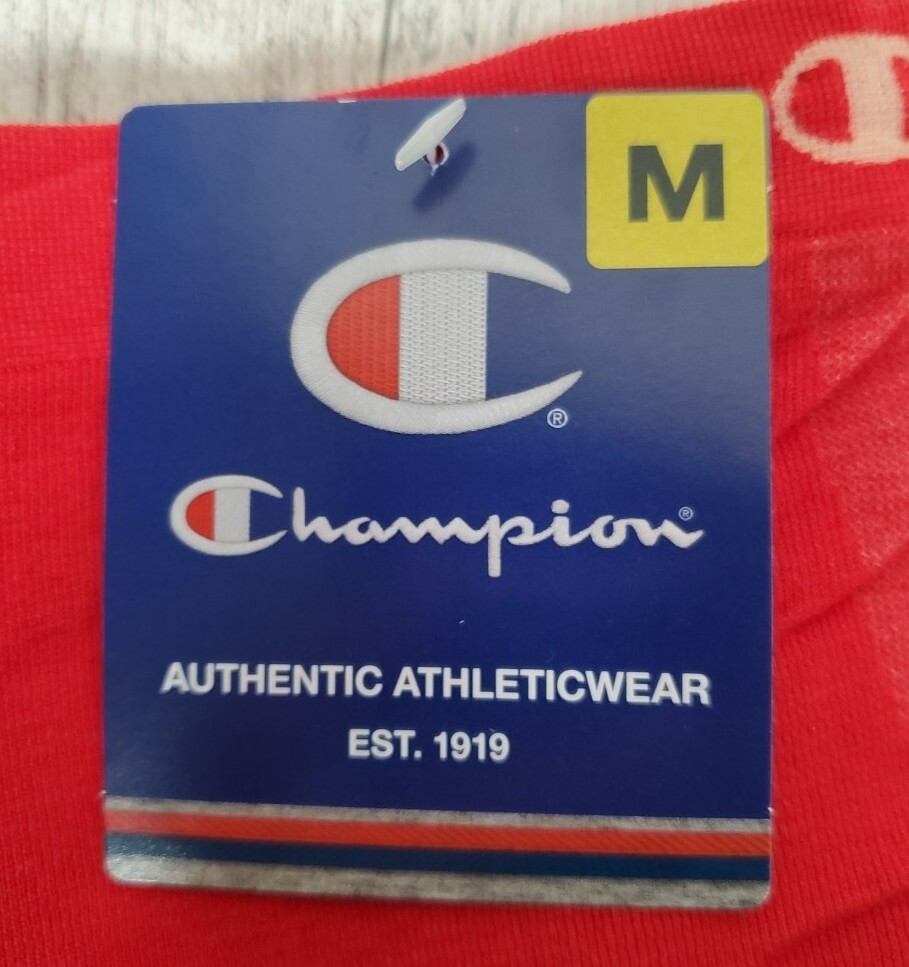 M
®
Champion®
AUTHENTIC ATHLETICWEAR
EST. 1919